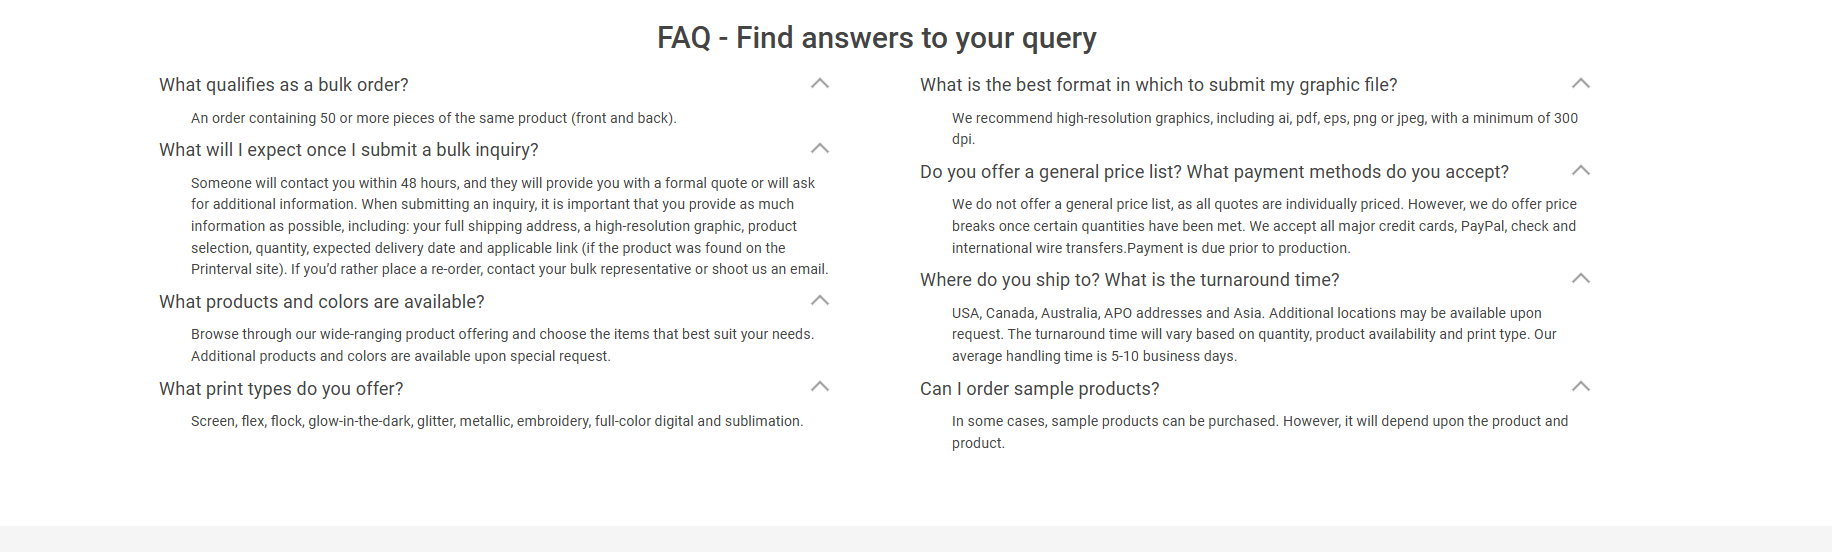 FAQ - Find answers to your query
What qualifies as a bulk order?
An order containing 50 or more pieces of the same product (front and back).
What will I expect once I submit a bulk inquiry?
Someone will contact you within 48 hours, and they will provide you with a formal quote or will ask
for additional information. When submitting an inquiry, it is important that you provide as much
information as possible, including: your full shipping address, a high-resolution graphic, product
selection, quantity, expected delivery date and applicable link (if the product was found on the
Printerval site). If you’d rather place a re-order, contact your bulk representative or shoot us an email.
What products and colors are available?
Browse through our wide-ranging product offering and choose the items that best suit your needs.
Additional products and colors are available upon special request.
What print types do you offer?
Screen, flex, flock, glow-in-the-dark, glitter, metallic, embroidery, full-color digital and sublimation.
What is the best format in which to submit my graphic file?
We recommend high-resolution graphics, including ai, pdf, eps, png or jpeg, with a minimum of 300
dpi.
Do you offer a general price list? What payment methods do you accept?
We do not offer a general price list, as all quotes are individually priced. However, we do offer price
breaks once certain quantities have been met. We accept all major credit cards, PayPal, check and
international wire transfers.Payment is due prior to production.
Where do you ship to? What is the turnaround time?
USA, Canada, Australia, APO addresses and Asia. Additional locations may be available upon
request. The turnaround time will vary based on quantity, product availability and print type. Our
average handling time is 5-10 business days.
Can I order sample products?
In some cases, sample products can be purchased. However, it will depend upon the product and
product.